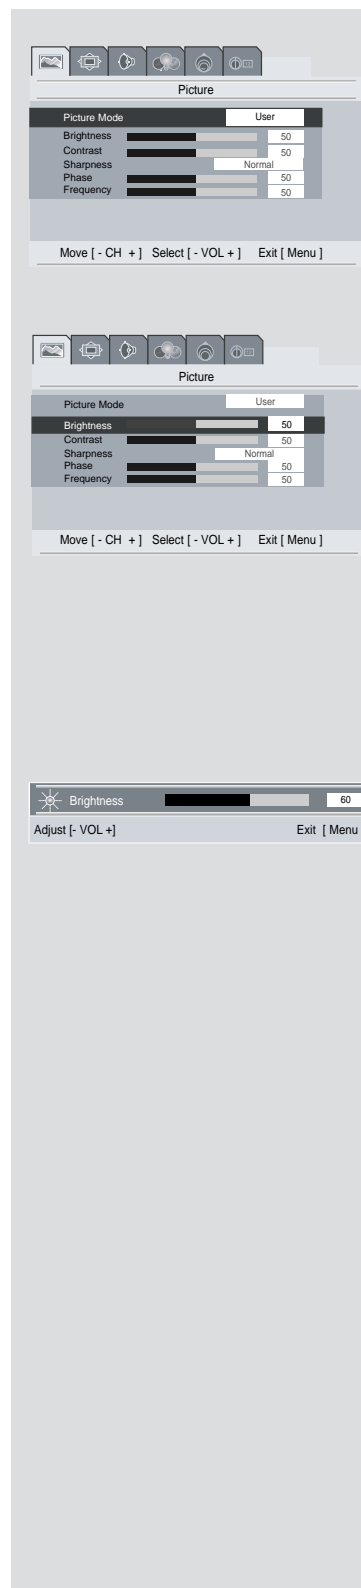 Picture
Picture Mode User
Brightness 50
Contrast 50
Sharpness Normal
Phase 50
Frequency 50
Move [ - CH + ] Select [ - VOL + ] Exit [ Menu ]
Picture
Picture Mode User
Brightness 50
Contrast 50
Sharpness Normal
Phase 50
Frequency 50
Move [ - CH + ] Select [ - VOL + ] Exit [ Menu ]
Brightness 60
Adjust [- VOL +] Exit [ Menu